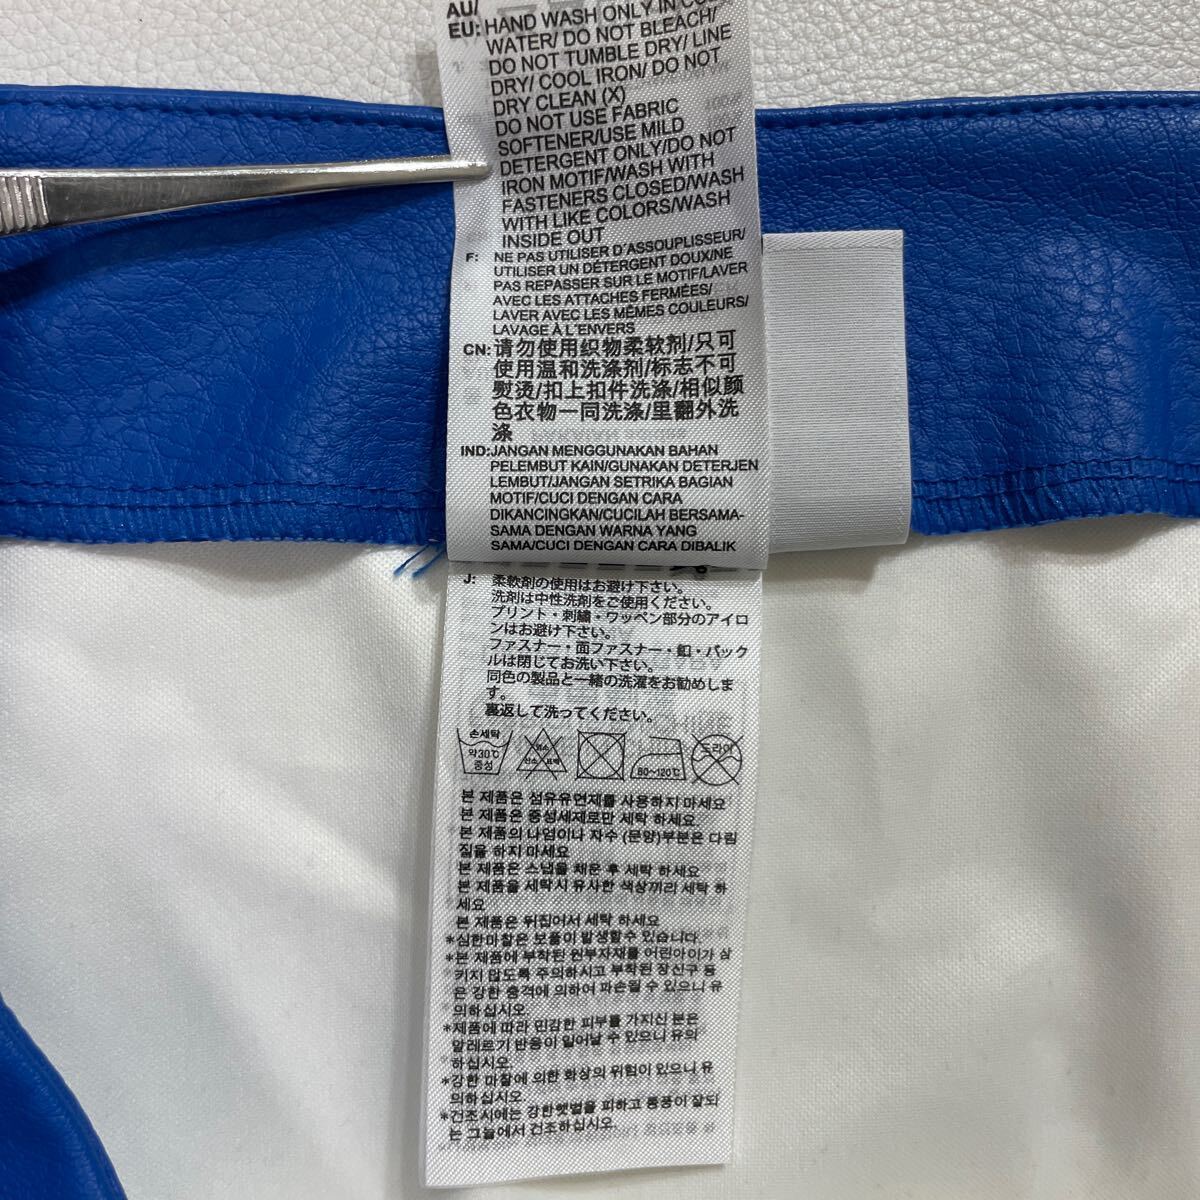 AU/
EU: HAND WASH ONLY IN
WATER/ DO NOT BLEACH/
DO NOT TUMBLE DRY/ LINE
DRY/ COOL IRON/ DO NOT
DRY CLEAN (X)
DO NOT USE FABRIC
SOFTENER/USE MILD
DETERGENT ONLY/DO NOT
IRON MOTIF/WASH WITH
FASTENERS CLOSED/WASH
WITH LIKE COLORS/WASH
INSIDE OUT
F: NE PAS UTILISER D'ASSOUPLISSEUR/
UTILISER UN DÉTERGENT DOUX/NE
PAS REPASSER SUR LE MOTIF/LAVER
AVEC LES ATTACHES FERMÉES/
LAVER AVEC LES MÊMES COULEURS/
LAVAGE À L'ENVERS
CN:请勿使用织物柔软剂/只可
使用温和洗涤剂/标志不可
熨烫/扣上扣件洗涤/相似颜
色衣物一同洗涤/里翻外洗
涤
IND:JANGAN MENGGUNAKAN BAHAN
PELEMBUT KAIN/GUNAKAN DETERJEN
LEMBUT/JANGAN SETRIKA BAGIAN
MOTIF/CUCI DENGAN CARA
DIKANCINGKAN/CUCILAH BERSAMA-
SAMA DENGAN WARNA YANG
SAMA/CUCI DENGAN CARA DIBALIK
J: 柔軟剤の使用はお避け下さい。
洗剤は中性洗剤をご使用ください。
プリント・刺繍・ワッペン部分のアイロ
ンはお避け下さい。
ファスナー・面ファスナー・釦・バック
ルは閉じてお洗い下さい。
同色の製品と一緒の洗濯をお勧めしま
す。
裏返して洗ってください。
손세탁 약30℃ 중성 염소 산소 표백 80~120℃ 드라이
본 제품은 섬유유연제를 사용하지 마세요
본 제품은 중성세제로만 세탁 하세요
본 제품의 나염이나 자수 (문양)부분은 다림
질을 하지 마세요
본 제품은 스냅을 채운 후 세탁 하세요
본 제품을 세탁시 유사한 색상끼리 세탁 하
세요
본 제품은 뒤집어서 세탁 하세요
*심한마찰은 보풀이 발생할수 있습니다.
*본 제품에 부착된 원부자재를 어린아이가 삼
키지 않도록 주의하시고 부착된 장신구 등
은 강한 충격에 의하여 파손될 수 있으니 유
의하십시오.
*제품에 따라 민감한 피부를 가지신 분은
알레르기 반응이 일어날 수 있으니 유의
하십시오.
*강한 마찰에 의한 화상의 위험이 있으니 유
의하십시오.
*건조시에는 강한햇볕을 피하고 통풍이 잘되
는 그늘에서 건조하십시오.